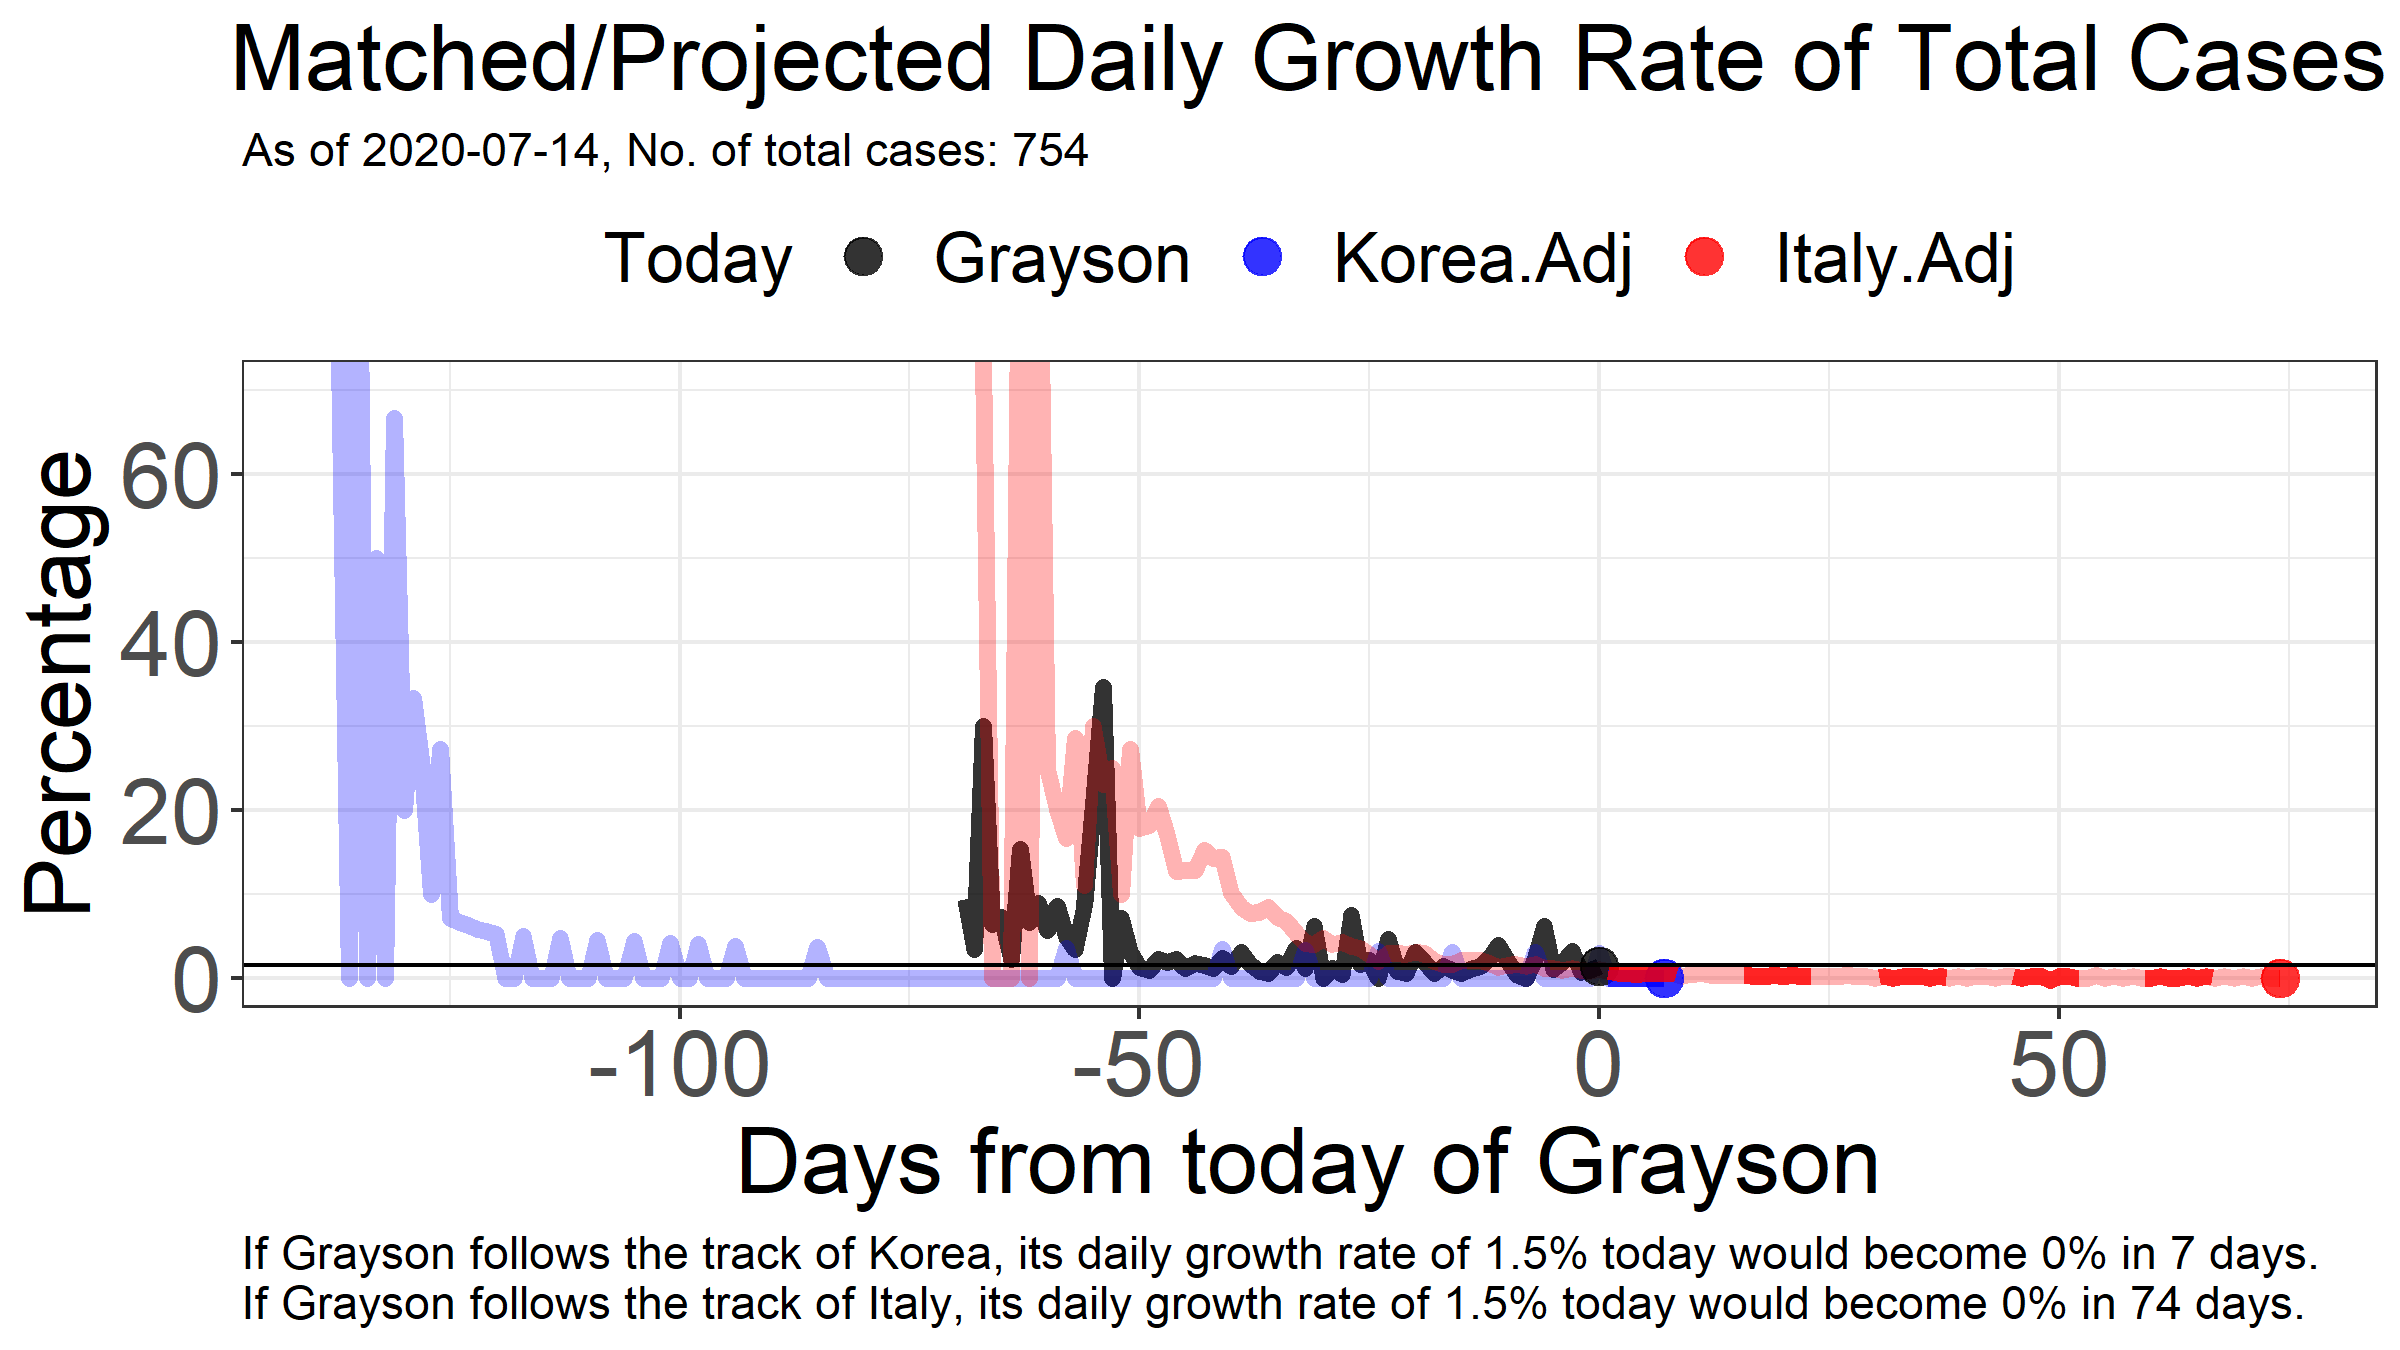 Matched/Projected Daily Growth Rate of Total Cases
As of 2020-07-14, No. of total cases: 754
Today Grayson Korea.Adj Italy.Adj
Percentage
60
40
20
0
-100 -50 0 50
Days from today of Grayson
If Grayson follows the track of Korea, its daily growth rate of 1.5% today would become 0% in 7 days.
If Grayson follows the track of Italy, its daily growth rate of 1.5% today would become 0% in 74 days.